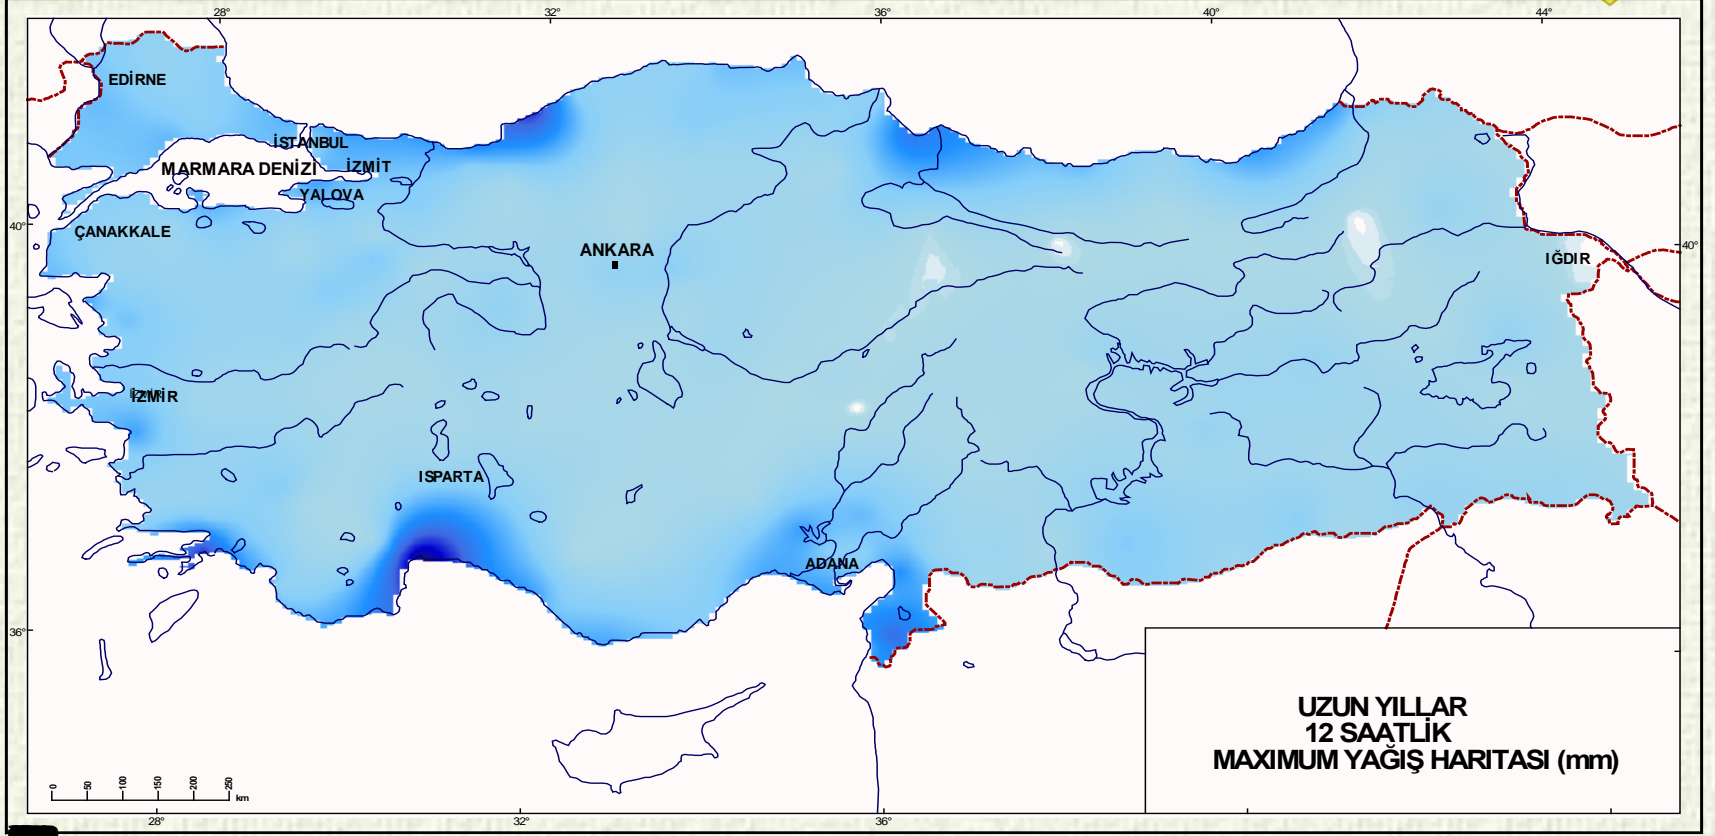 28° 32° 36° 40° 44°
EDİRNE
İSTANBUL
MARMARA DENİZİ
İZMİT
YALOVA
ÇANAKKALE
40°
40°
ANKARA
IĞDIR
İZMİR
ISPARTA
ADANA
36°
UZUN YILLAR
12 SAATLİK
MAXIMUM YAĞIŞ HARITASI (mm)
0 50 100 150 200 250 km
28° 32° 36°